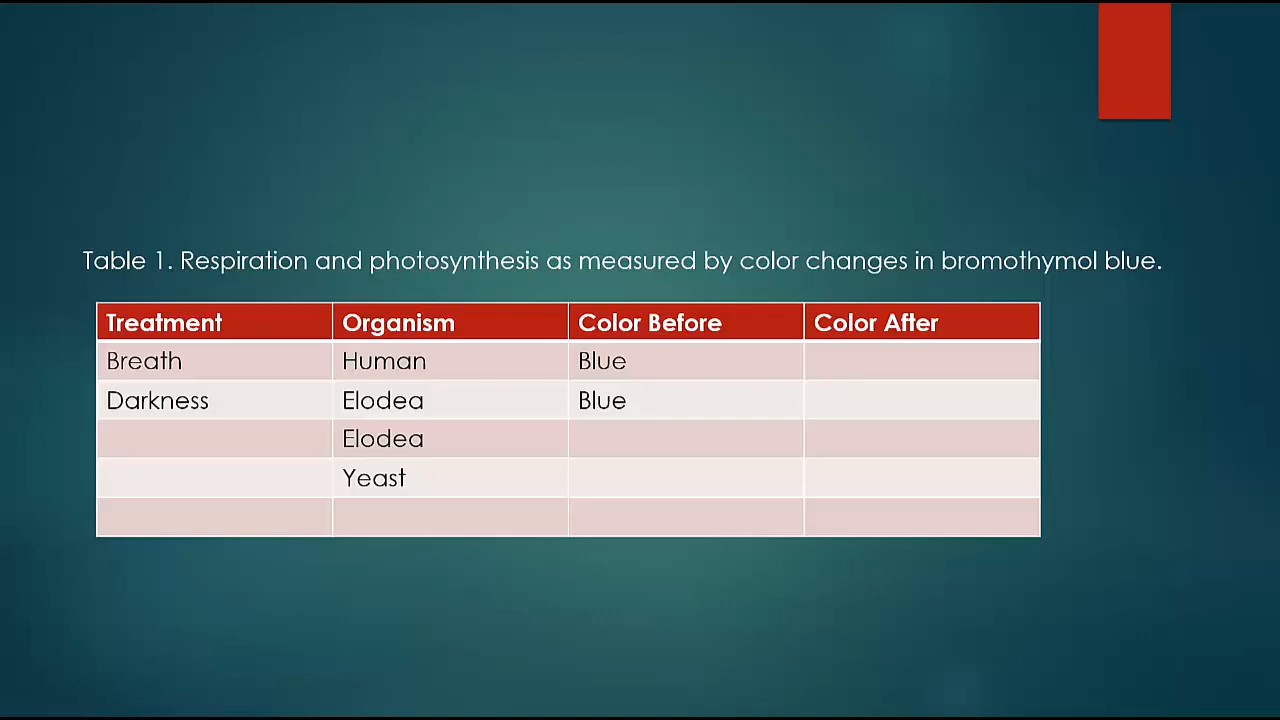 Table 1. Respiration and photosynthesis as measured by color changes in bromothymol blue.
Treatment Organism Color Before Color After
Breath Human Blue
Darkness Elodea Blue
Elodea
Yeast